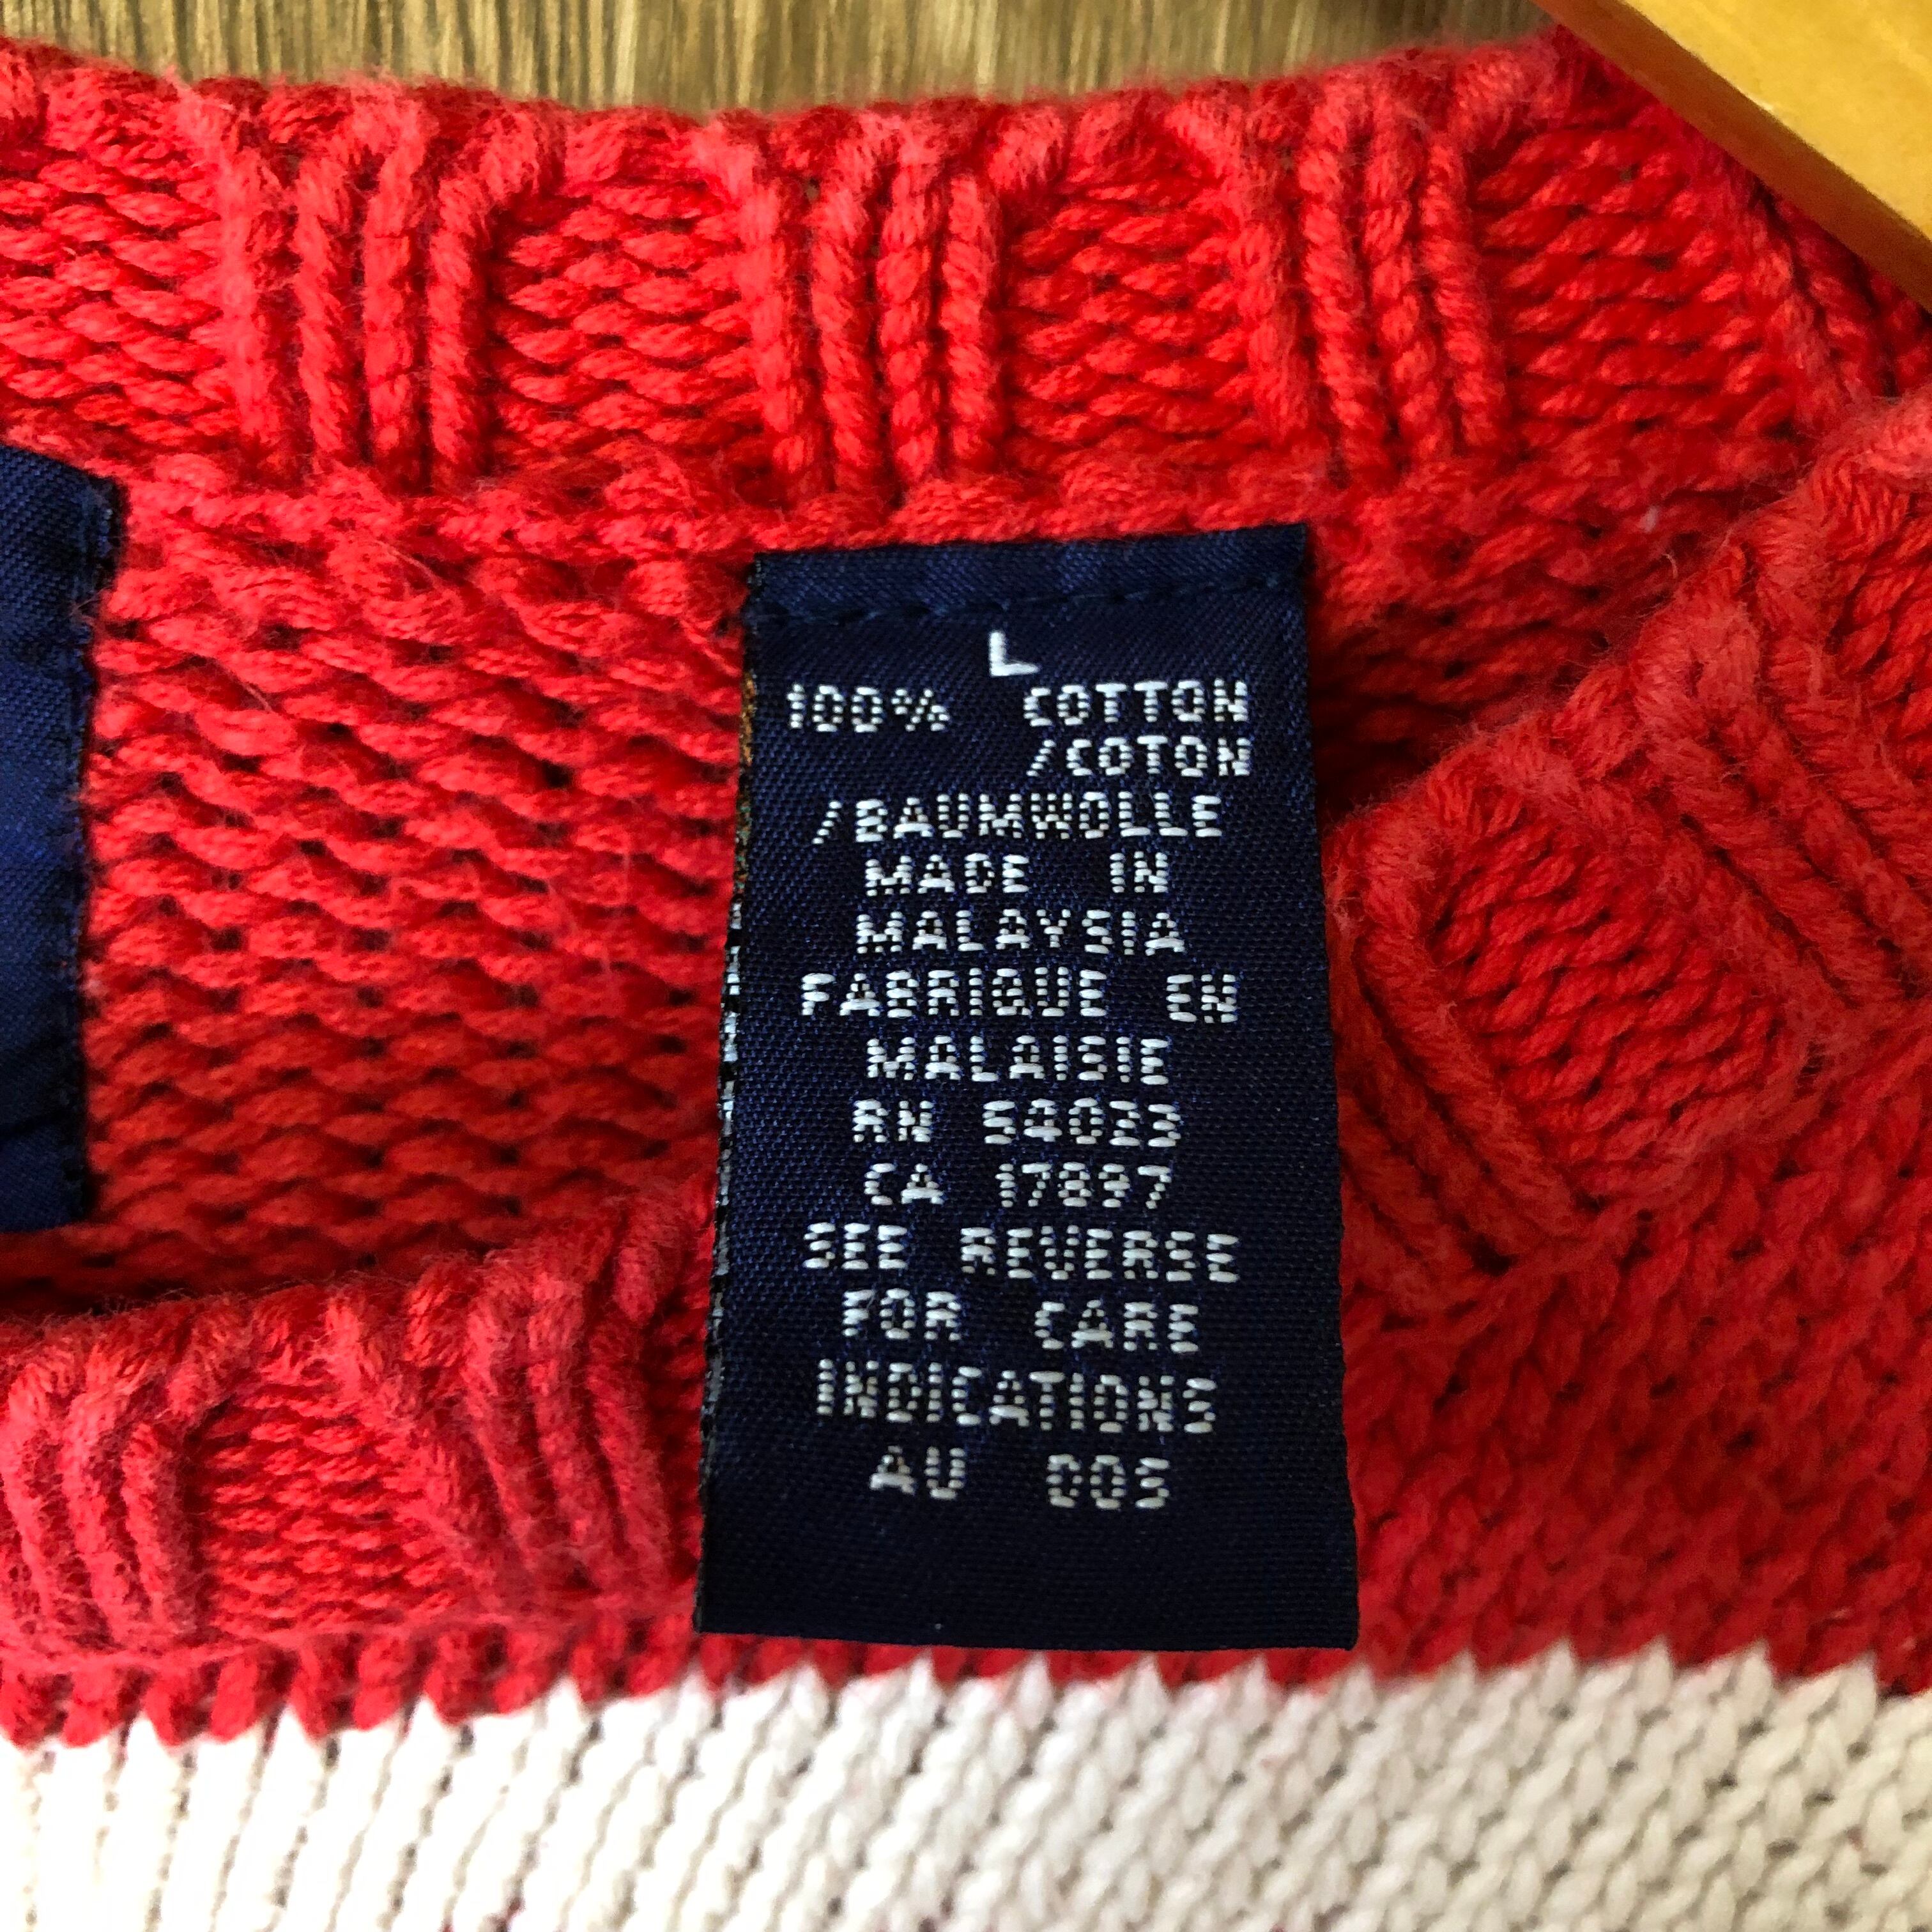 L
100% COTTON
/COTON
/BAUMWOLLE
MADE IN
MALAYSIA
FABRIQUE EN
MALAISIE
RN 54023
CA 17897
SEE REVERSE
FOR CARE
INDICATIONS
AU DOS